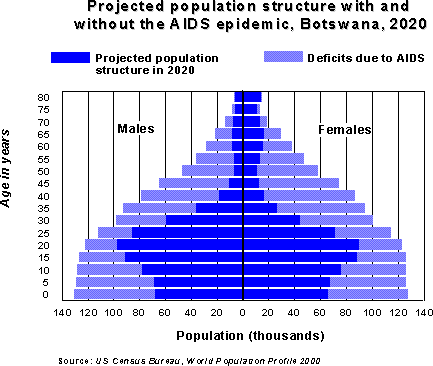 Projected population structure with and
without the AIDS epidemic, Botswana, 2020
Projected population
structure in 2020
Deficits due to AIDS
Age in years
Males
Females
80
75
70
65
60
55
50
45
40
35
30
25
20
15
10
5
0
140 120 100 80 60 40 20 0 20 40 60 80 100 120 140
Population (thousands)
Source: US Census Bureau, World Population Profile 2000